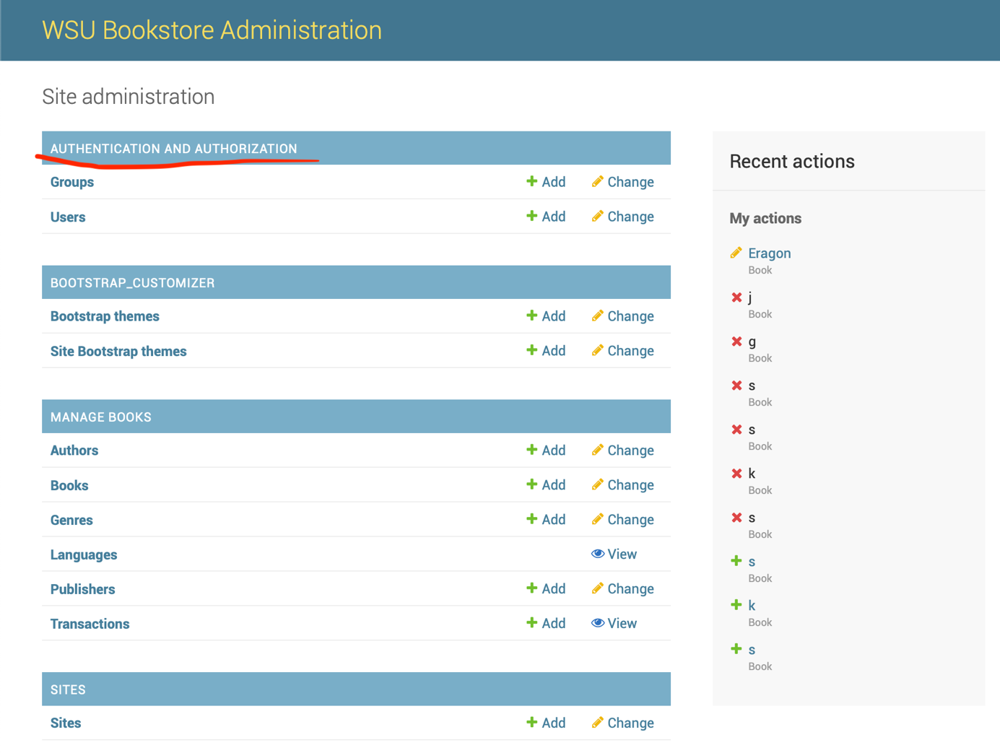 WSU Bookstore Administration
Site administration
AUTHENTICATION AND AUTHORIZATION
Groups Add Change
Users Add Change
BOOTSTRAP_CUSTOMIZER
Bootstrap themes Add Change
Site Bootstrap themes Add Change
MANAGE BOOKS
Authors Add Change
Books Add Change
Genres Add Change
Languages View
Publishers Add Change
Transactions Add View
SITES
Sites Add Change
Recent actions
My actions
Eragon
Book
j
Book
g
Book
s
Book
s
Book
k
Book
s
Book
s
Book
k
Book
s
Book